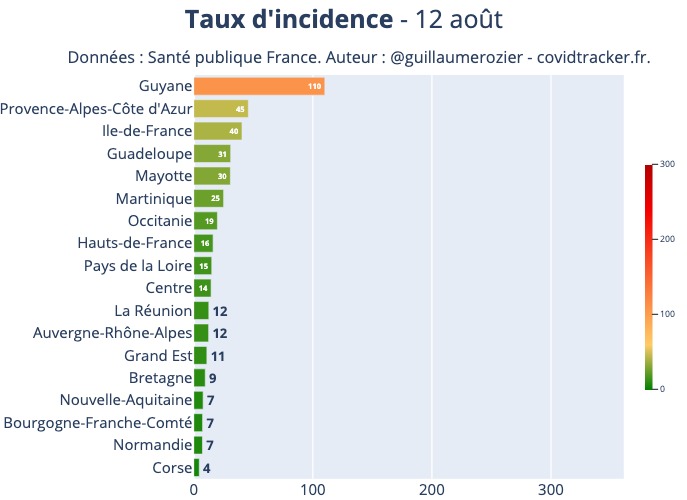 Taux d'incidence - 12 août
Données : Santé publique France. Auteur : @guillaumerozier - covidtracker.fr.
Guyane 110
Provence-Alpes-Côte d'Azur 45
Ile-de-France 40
Guadeloupe 31
Mayotte 30
Martinique 25
Occitanie 19
Hauts-de-France 16
Pays de la Loire 15
Centre 14
La Réunion 12
Auvergne-Rhône-Alpes 12
Grand Est 11
Bretagne 9
Nouvelle-Aquitaine 7
Bourgogne-Franche-Comté 7
Normandie 7
Corse 4
0 100 200 300
300
200
100
0